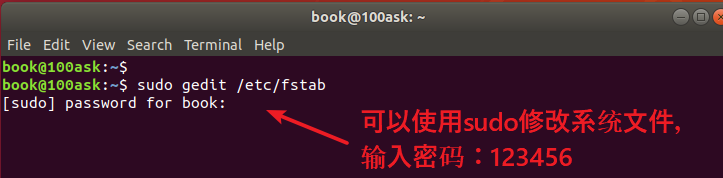 book@100ask: ~
File Edit View Search Terminal Help
book@100ask:~$
book@100ask:~$ sudo gedit /etc/fstab
[sudo] password for book:
可以使用sudo修改系统文件,
输入密码：123456